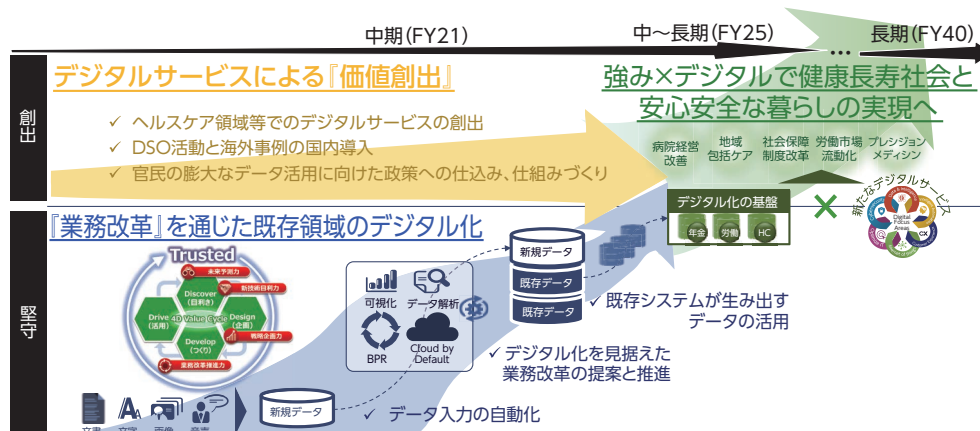 中期(FY21)
中～長期(FY25)
…
長期(FY40)
創出
デジタルサービスによる『価値創出』
✓ ヘルスケア領域等でのデジタルサービスの創出
✓ DSO活動と海外事例の国内導入
✓ 官民の膨大なデータ活用に向けた政策への仕込み、仕組みづくり
強み×デジタルで健康長寿社会と
安心安全な暮らしの実現へ
病院経営
改善
地域
包括ケア
社会保障
制度改革
労働市場
流動化
プレシジョン
メディシン
デジタル化の基盤
年金
労働
HC
×
新たなデジタルサービス
Digital
Focus
Areas
CX
堅守
『業務改革』を通じた既存領域のデジタル化
Trusted
未来予測力
新技術目利力
戦略企画力
業務改革推進力
Discover
(目利き)
Drive
(活用)
4D Value Cycle
Design
(企画)
Develop
(つくり)
可視化
データ解析
BPR
Cloud by
Default
新規データ
既存データ
既存データ
✓ 既存システムが生み出す
データの活用
✓ デジタル化を見据えた
業務改革の提案と推進
新規データ
✓ データ入力の自動化
文書
文字
画像
音声